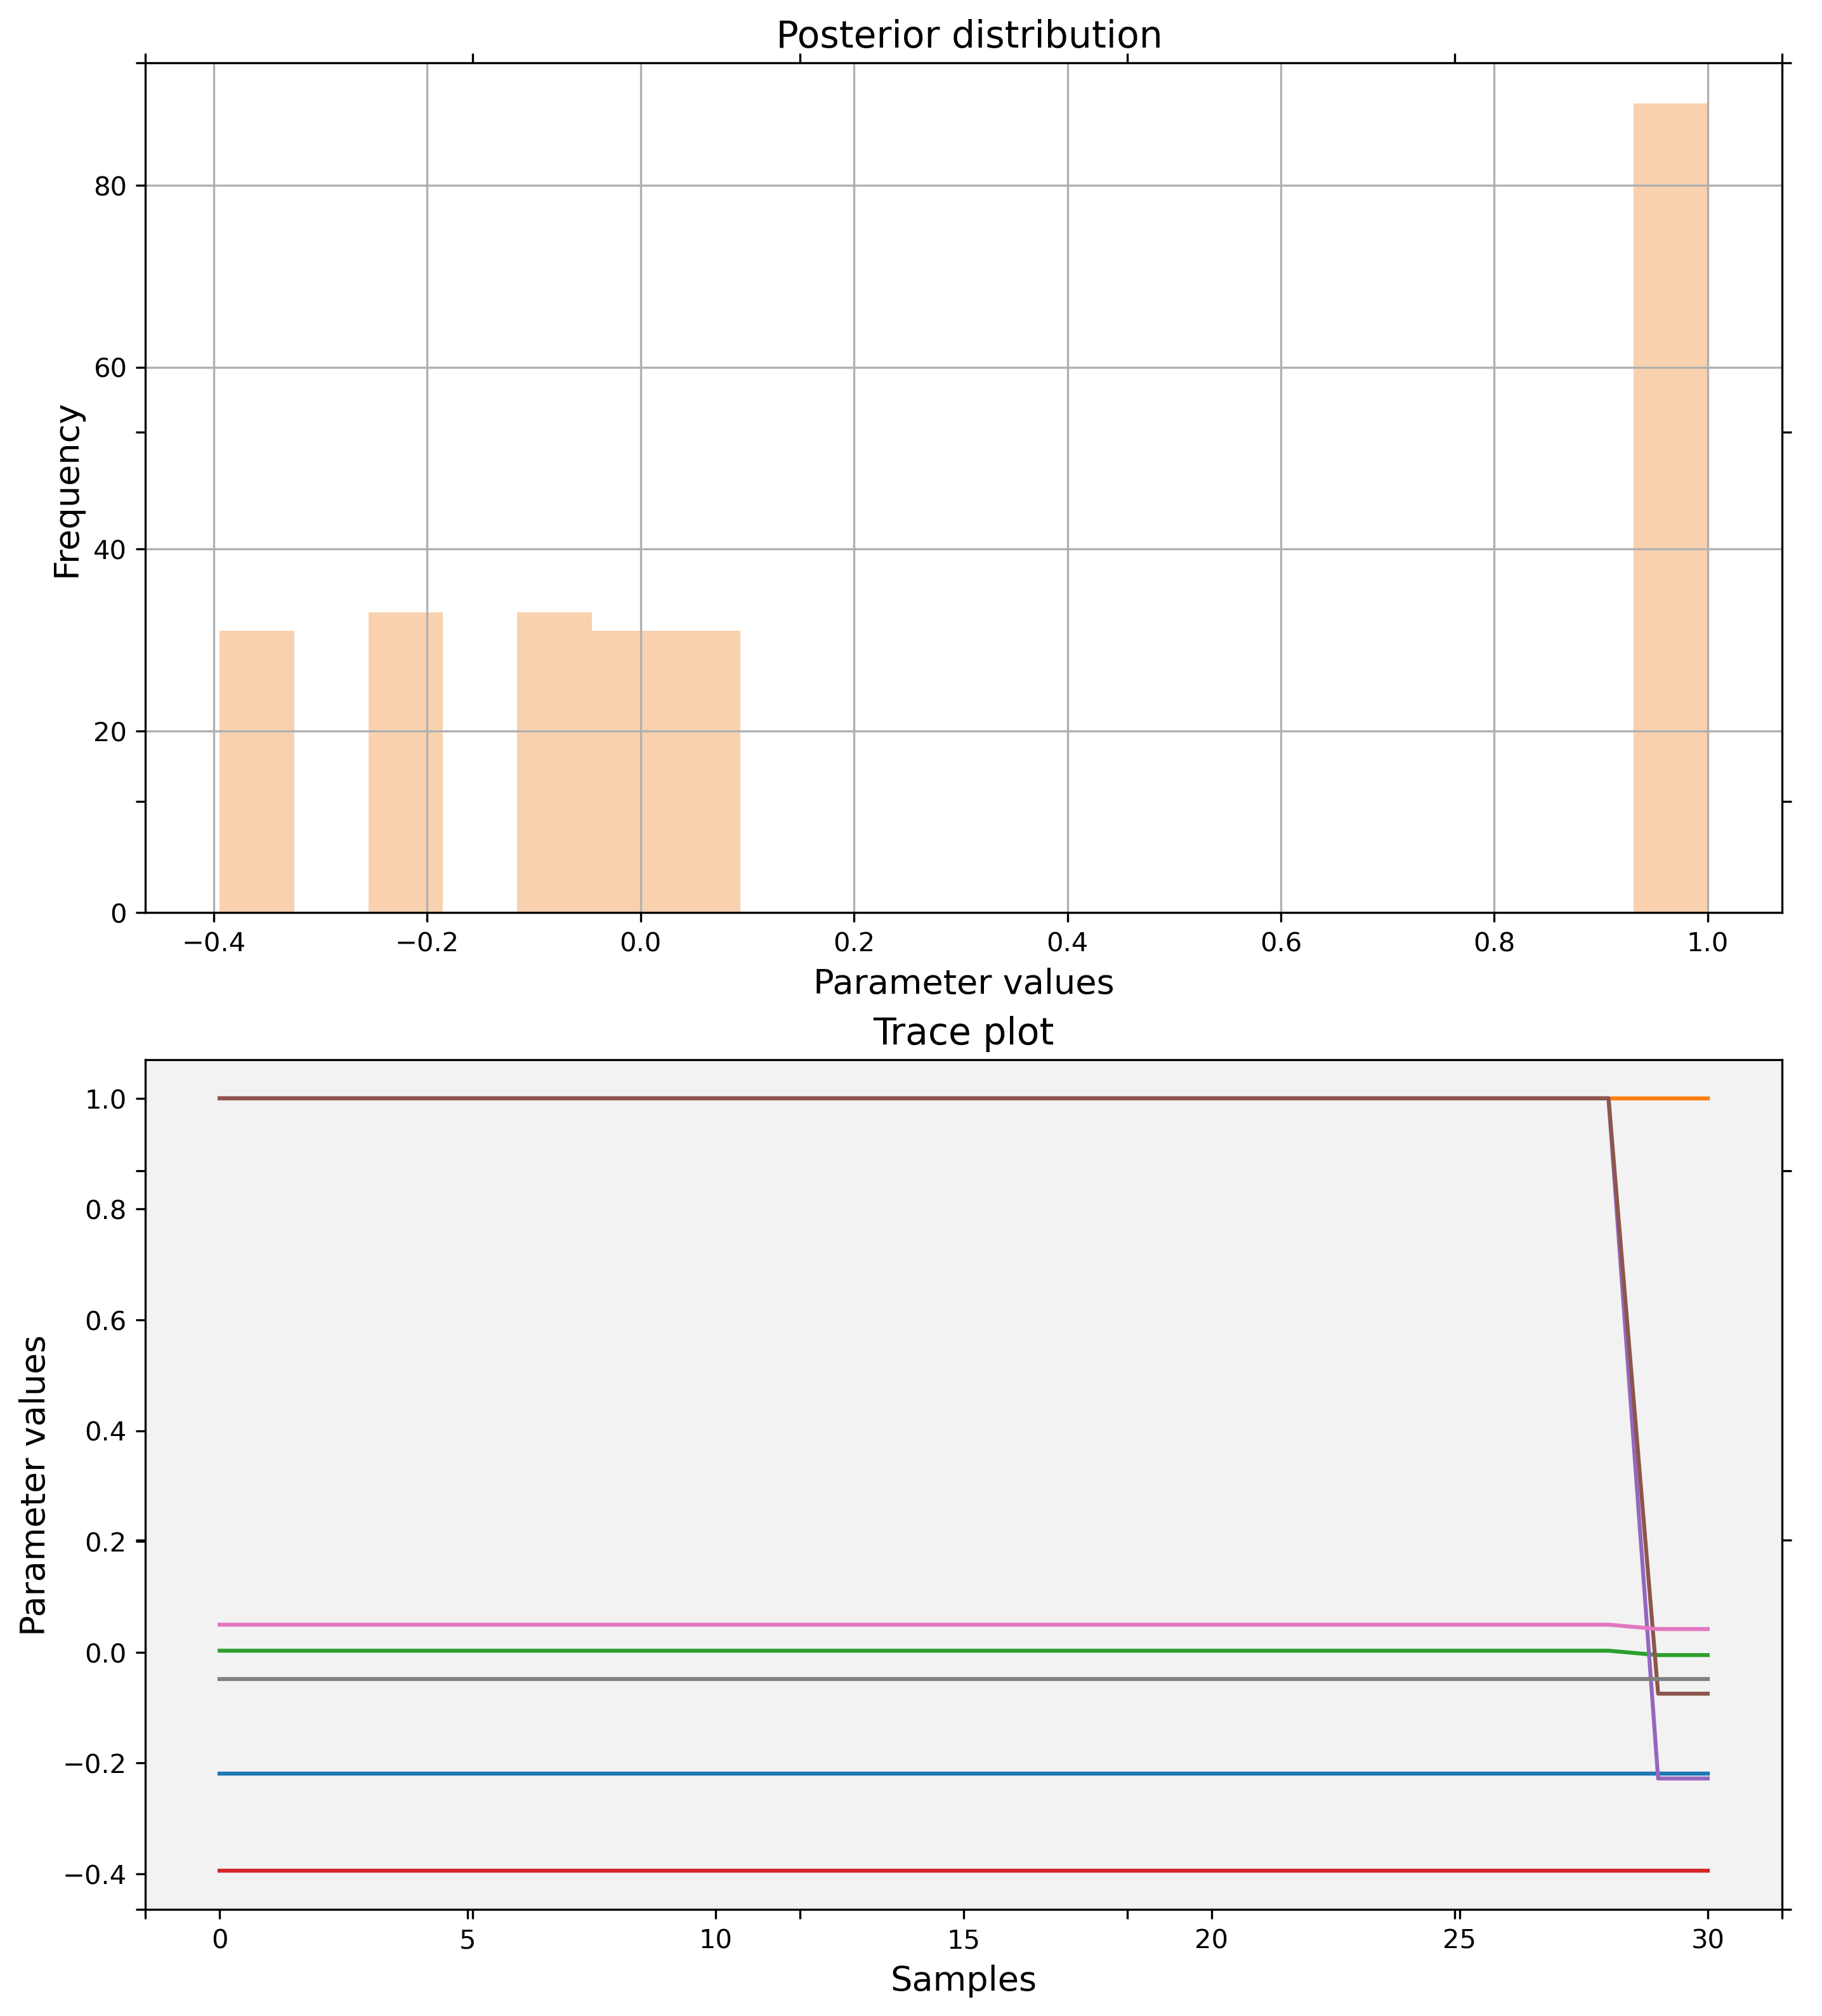 Posterior distribution
Frequency
80
60
40
20
0
−0.4 −0.2 0.0 0.2 0.4 0.6 0.8 1.0
Parameter values
Trace plot
Parameter values
1.0
0.8
0.6
0.4
0.2
0.0
−0.2
−0.4
0 5 10 15 20 25 30
Samples